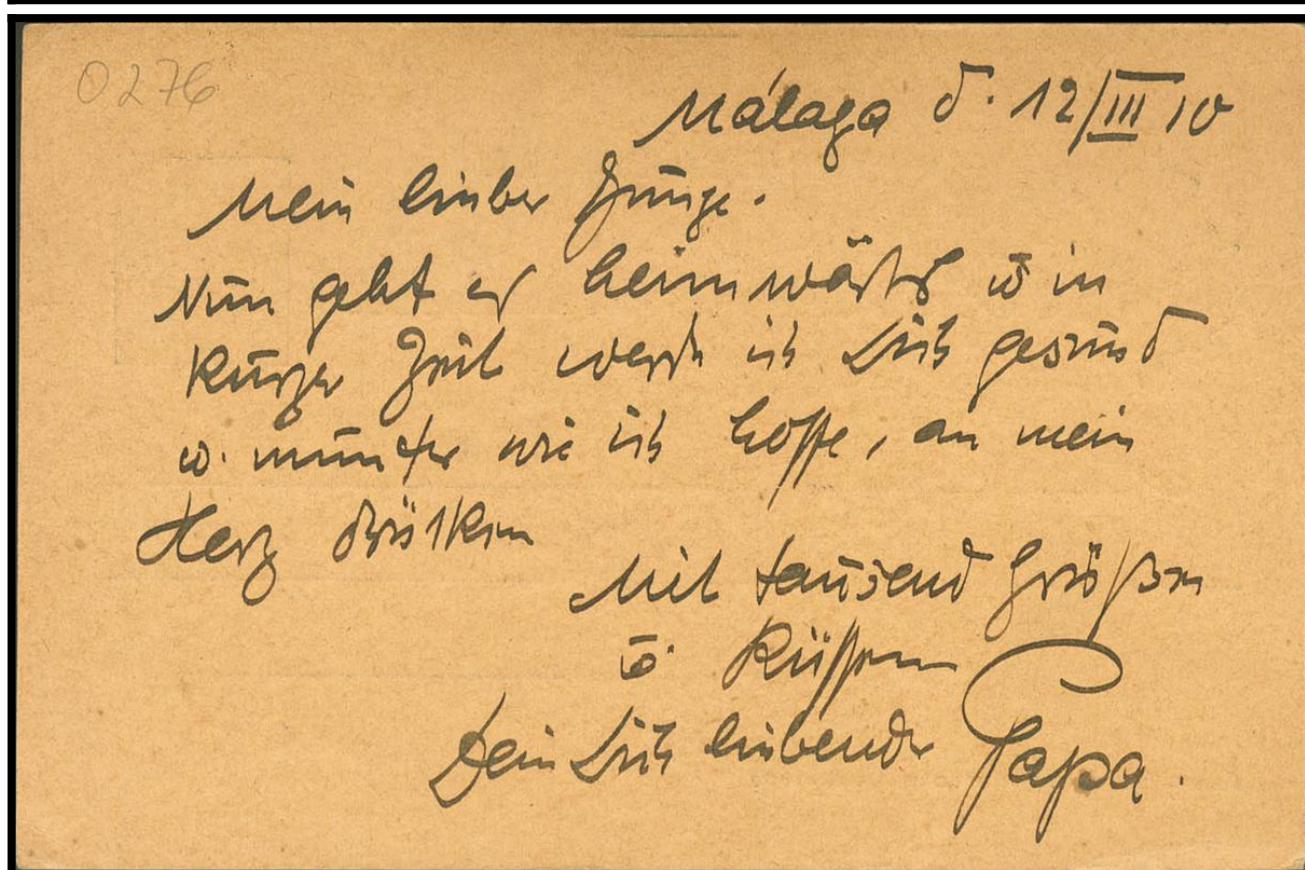 0276
Málaga d. 12/III 10
Mein lieber Junge.
Nun geht es heimwärts u in
kurzer Zeit werde ich Dich gesund
u. munter wie ich hoffe, an mein
Herz drücken
Mit tausend Grüßen
u. Küssen
Dein Dich liebender Papa.